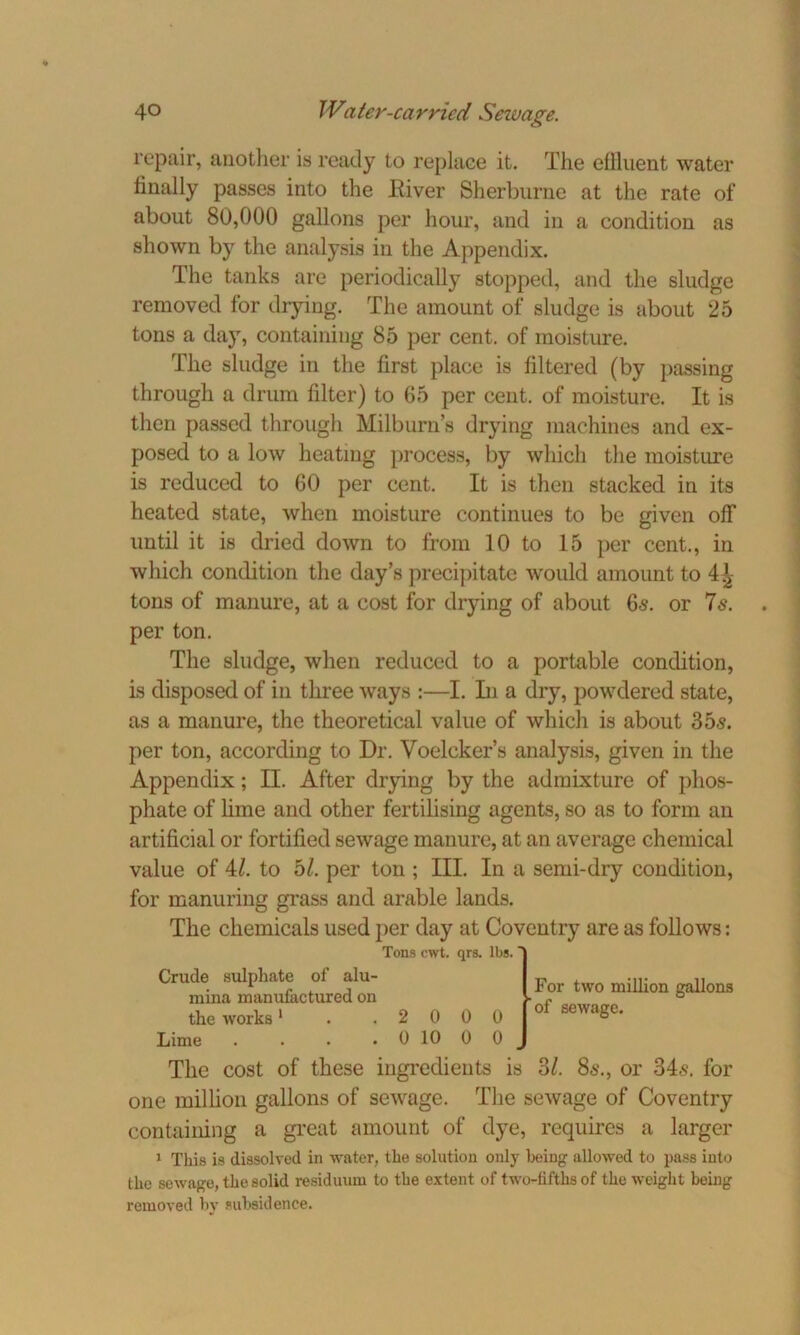 40 Water-carried Sewage.
repair, another is ready to replace it. The effluent water
finally passes into the River Sherburne at the rate of
about 80,000 gallons per hour, and in a condition as
shown by the analysis in the Appendix.
The tanks are periodically stopped, and the sludge
removed for drying. The amount of sludge is about 25
tons a day, containing 85 per cent. of moisture.
The sludge in the first place is filtered (by passing
through a drum filter) to 65 per cent. of moisture. It is
then passed through Milburn's drying machines and ex-
posed to a low heating process, by which the moisture
is reduced to 60 per cent. It is then stacked in its
heated state, when moisture continues to be given off
until it is dried down to from 10 to 15 per cent., in
which condition the day's precipitate would amount to 4½
tons of manure, at a cost for drying of about 6s. or 7s.
per ton.
The sludge, when reduced to a portable condition,
is disposed of in three ways :—I. In a dry, powdered state,
as a manure, the theoretical value of which is about 35s.
per ton, according to Dr. Voelcker's analysis, given in the
Appendix; II. After drying by the admixture of phos-
phate of lime and other fertilising agents, so as to form an
artificial or fortified sewage manure, at an average chemical
value of 4l. to 5l. per ton ; III. In a semi-dry condition,
for manuring grass and arable lands.
The chemicals used per day at Coventry are as follows:
Tons cwt. qrs. lbs.
Crude sulphate of alu-
mina manufactured on
the works ¹ . . 2 0 0 0
Lime . . . . 0 10 0 0
For two million gallons
of sewage.
The cost of these ingredients is 3l. 8s., or 34s. for
one million gallons of sewage. The sewage of Coventry
containing a great amount of dye, requires a larger
¹ This is dissolved in water, the solution only being allowed to pass into
the sewage, the solid residuum to the extent of two-fifths of the weight being
removed by subsidence.